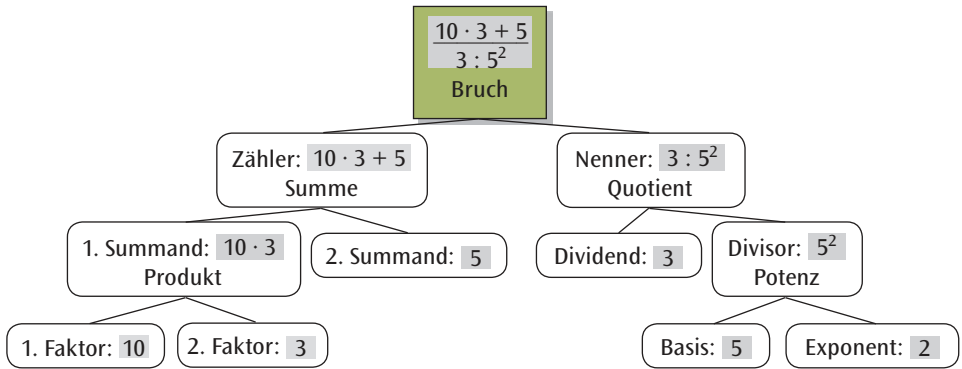 10 · 3 + 5
3 : 5²
Bruch
Zähler: 10 · 3 + 5
Summe
Nenner: 3 : 5²
Quotient
1. Summand: 10 · 3
Produkt
2. Summand: 5
Dividend: 3
Divisor: 5²
Potenz
1. Faktor: 10
2. Faktor: 3
Basis: 5
Exponent: 2